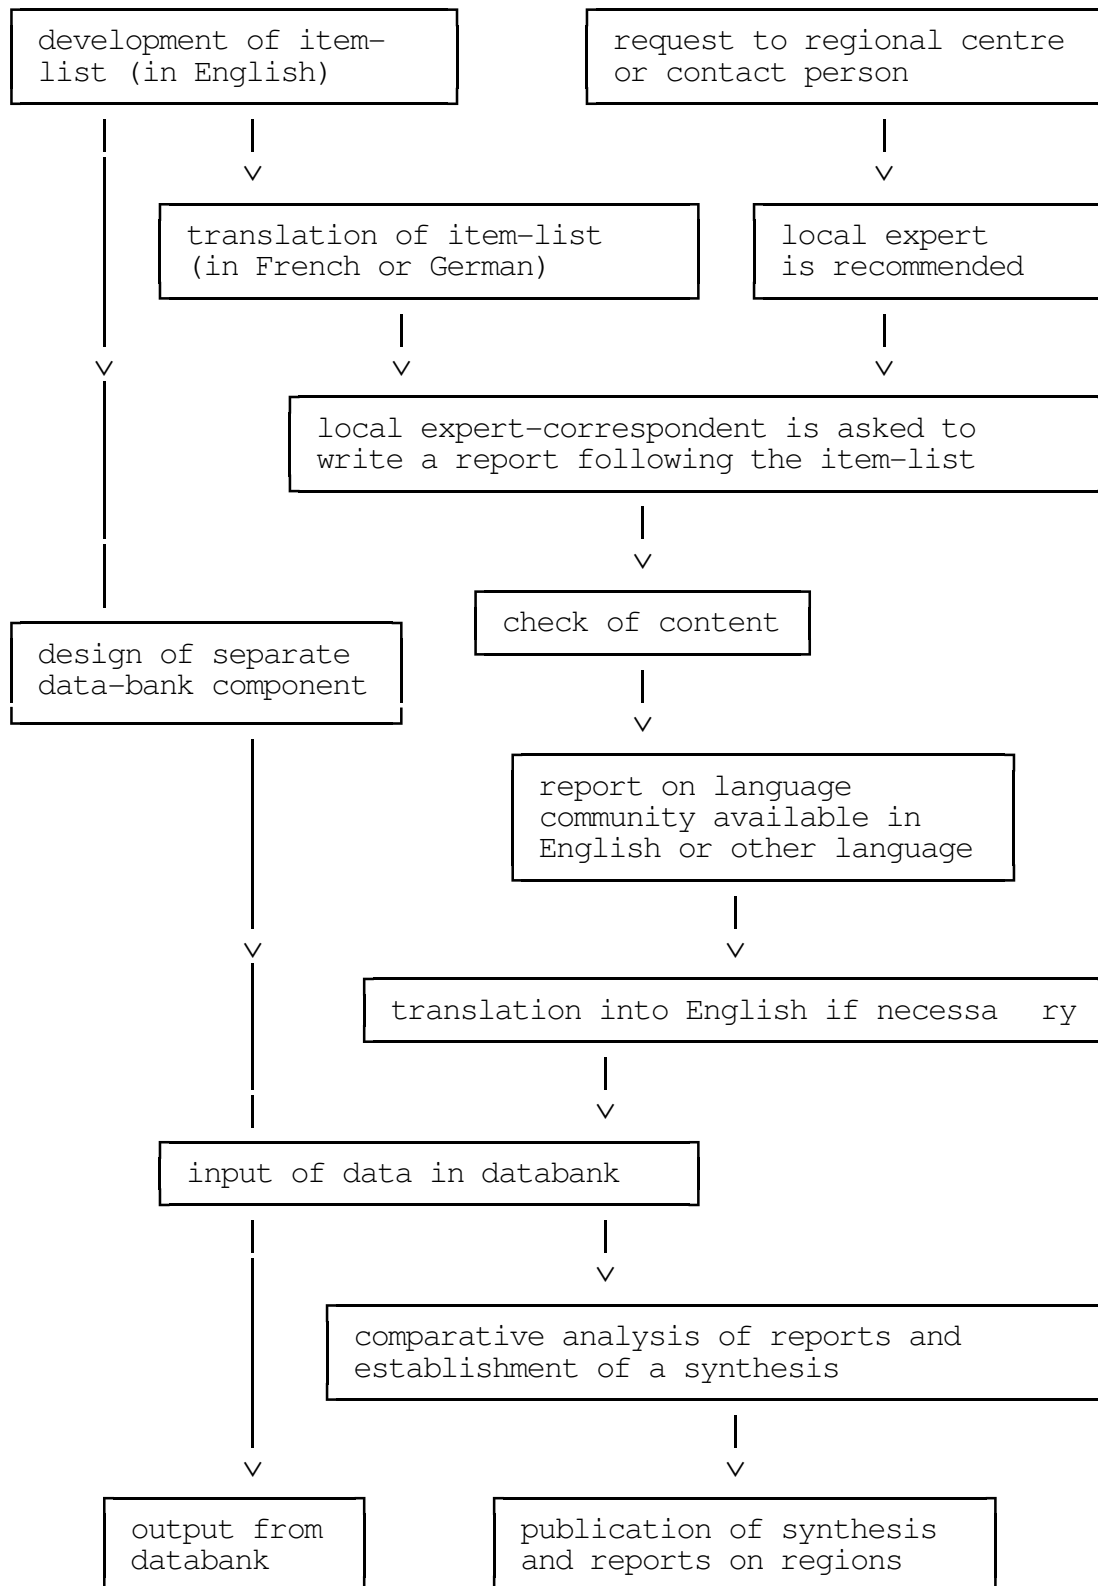 development of item-
list (in English)
request to regional centre
or contact person
translation of item-list
(in French or German)
local expert
is recommended
local expert-correspondent is asked to
write a report following the item-list
check of content
design of separate
data-bank component
report on language
community available in
English or other language
translation into English if necessa ry
input of data in databank
comparative analysis of reports and
establishment of a synthesis
output from
databank
publication of synthesis
and reports on regions